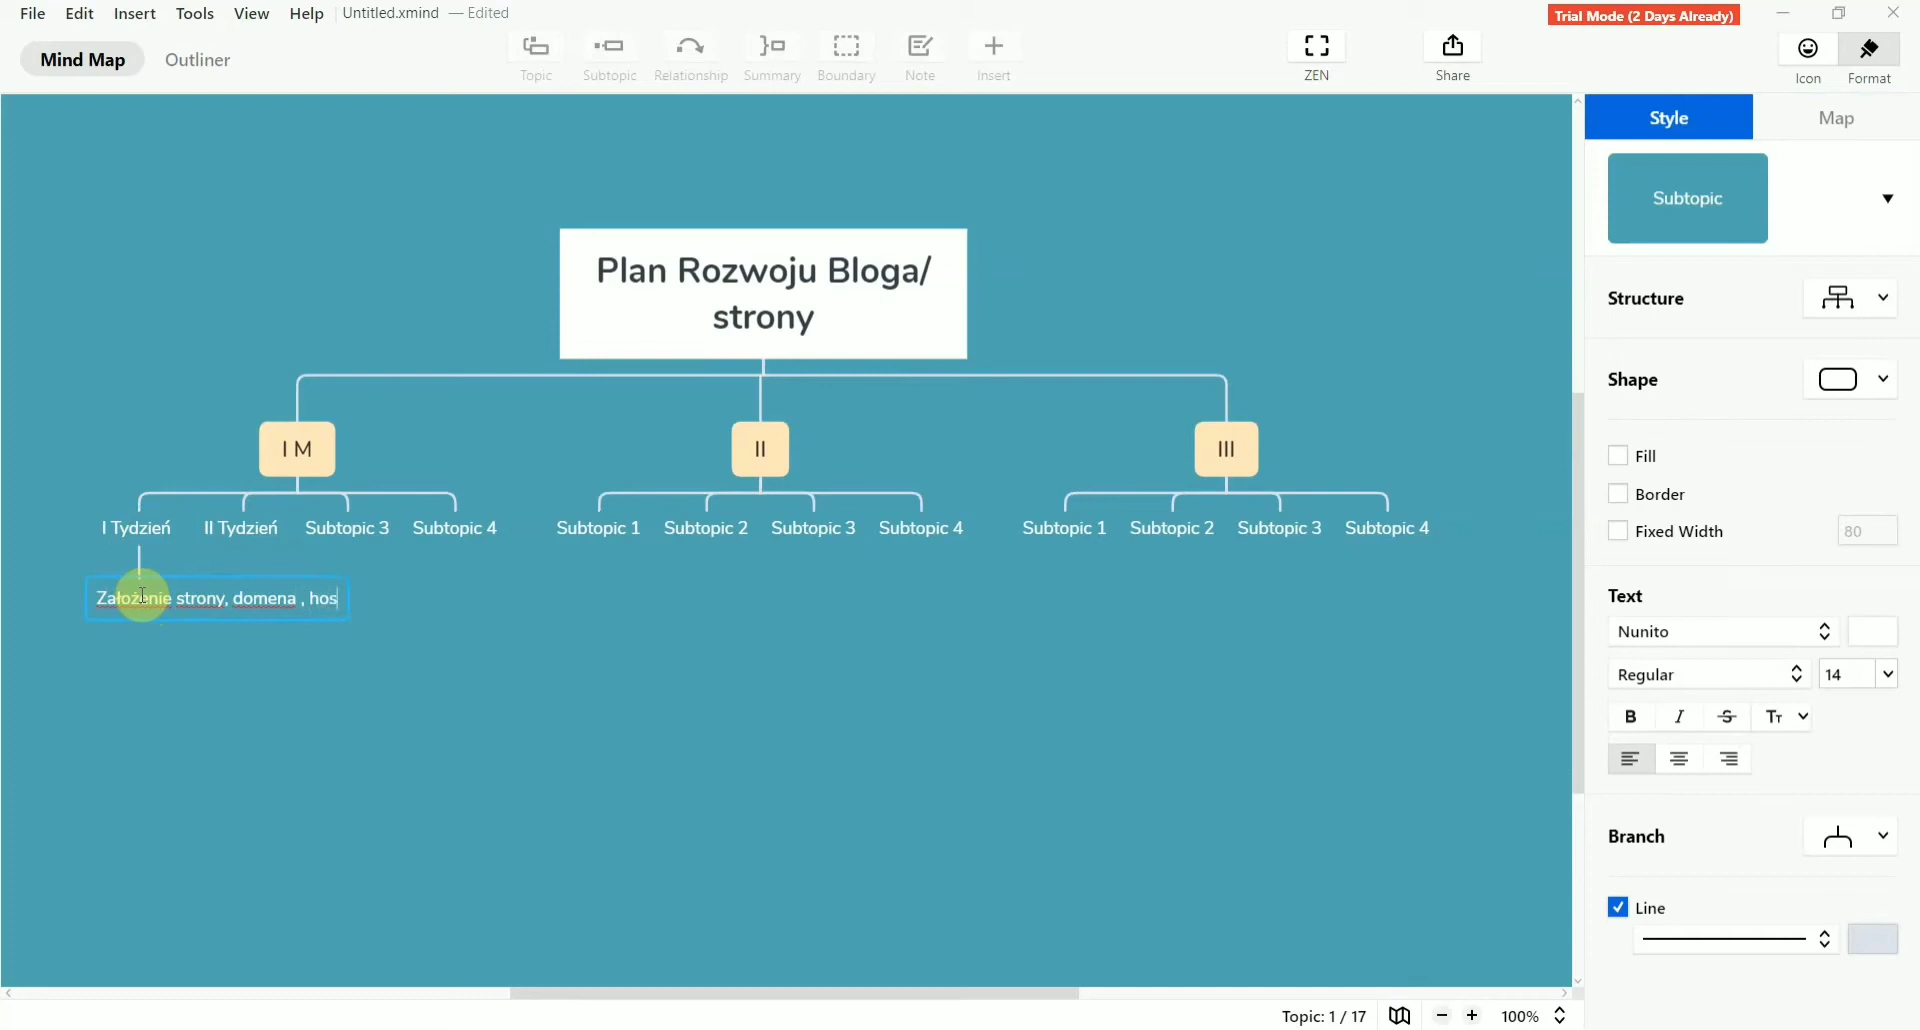 File Edit Insert Tools View Help Untitled.xmind — Edited Trial Mode (2 Days Already)
Mind Map Outliner
Topic Subtopic Relationship Summary Boundary Note Insert ZEN Share Icon Format
Style Map
Subtopic
Structure
Shape
Fill
Border
Fixed Width 80
Text
Nunito
Regular 14
B I S Tт
Branch
Line
Plan Rozwoju Bloga/
strony
I M II III
I Tydzień II Tydzień Subtopic 3 Subtopic 4 Subtopic 1 Subtopic 2 Subtopic 3 Subtopic 4 Subtopic 1 Subtopic 2 Subtopic 3 Subtopic 4
Założenie strony, domena , hos
Topic: 1 / 17 100%